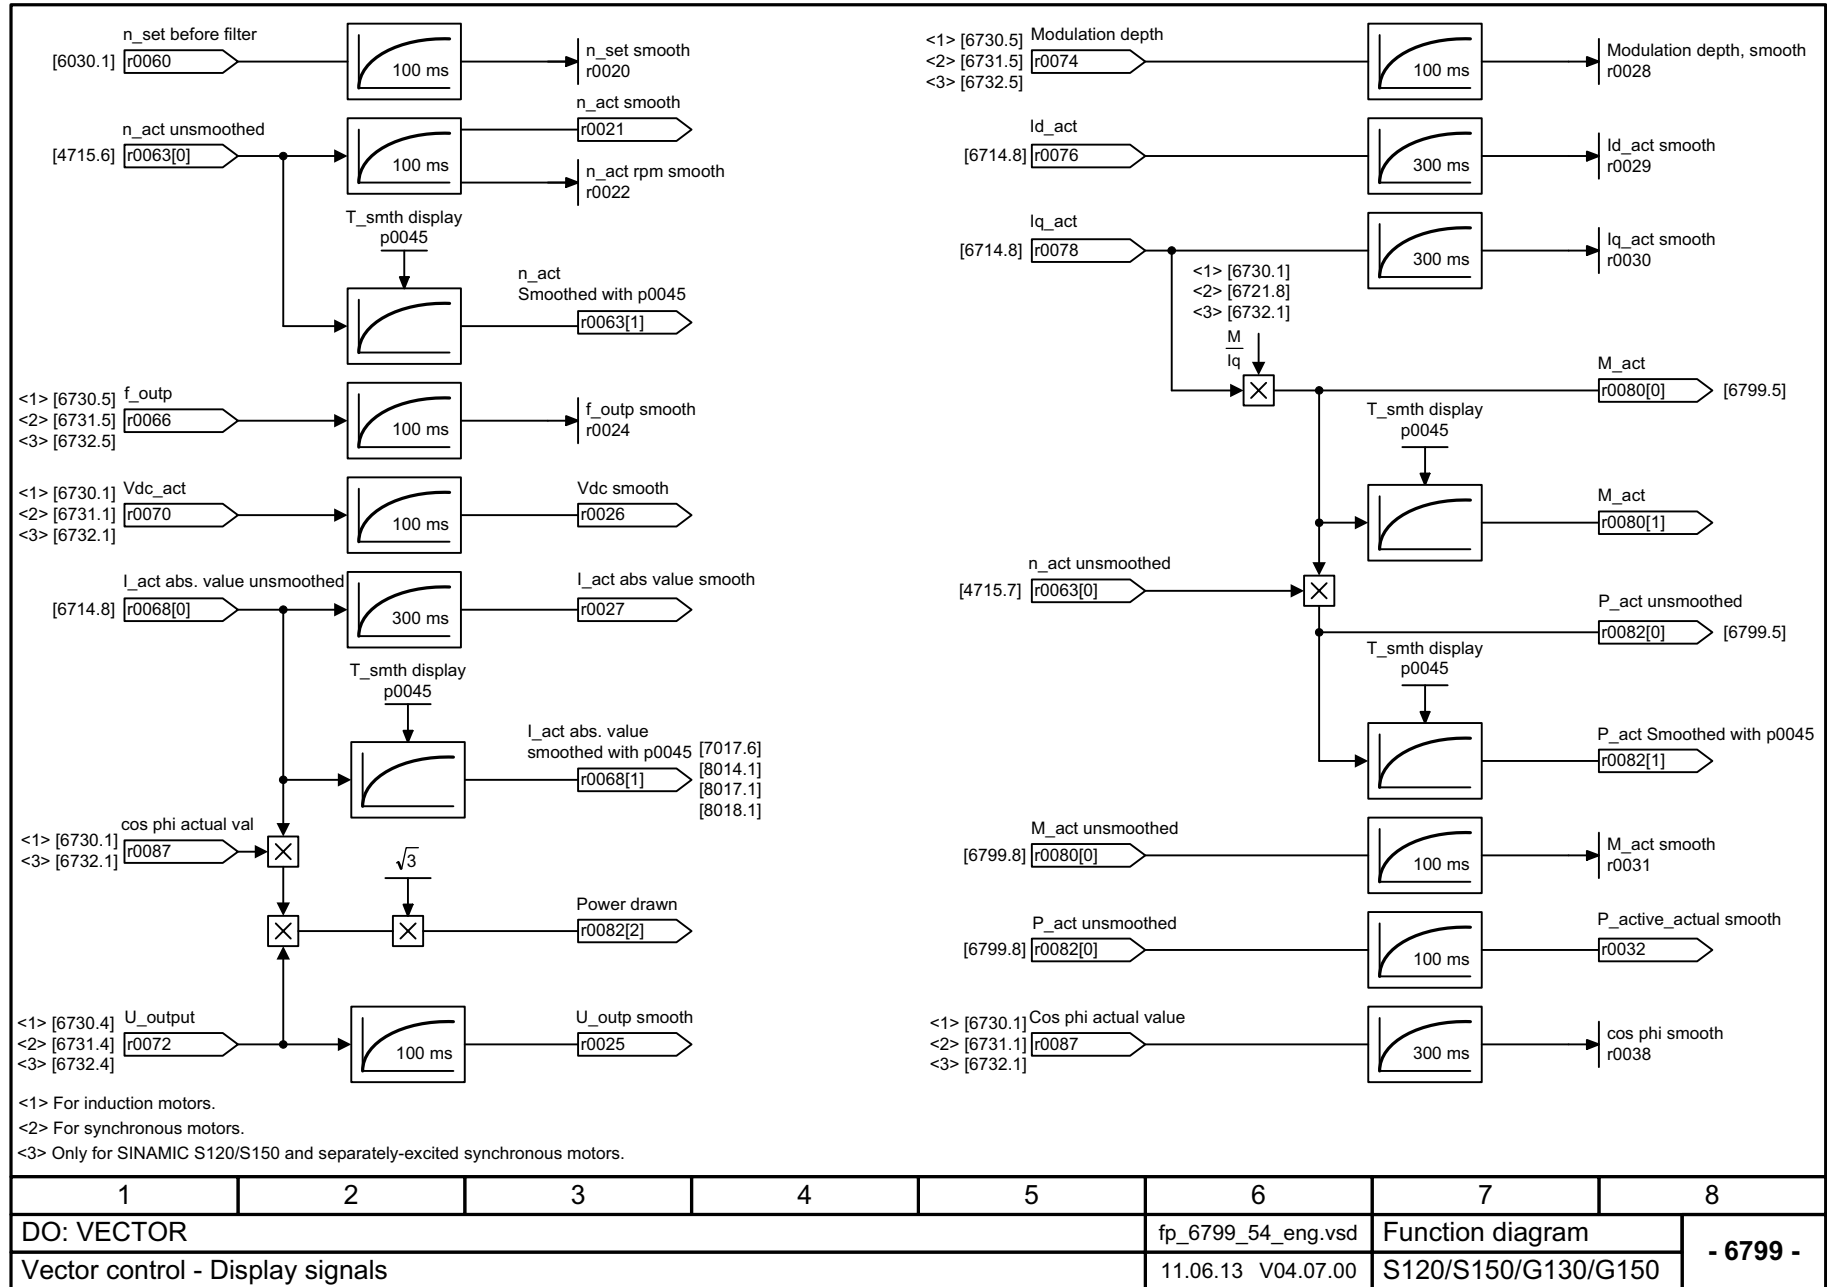 n_set before filter
[6030.1] r0060
100 ms
n_set smooth
r0020
n_act smooth
r0021
n_act unsmoothed
[4715.6] r0063[0]
100 ms
n_act rpm smooth
r0022
T_smth display
p0045
n_act
Smoothed with p0045
r0063[1]
<1> [6730.5] f_outp
<2> [6731.5] r0066
<3> [6732.5]
100 ms
f_outp smooth
r0024
<1> [6730.1] Vdc_act
<2> [6731.1] r0070
<3> [6732.1]
100 ms
Vdc smooth
r0026
I_act abs. value unsmoothed
[6714.8] r0068[0]
300 ms
I_act abs value smooth
r0027
T_smth display
p0045
I_act abs. value
smoothed with p0045
r0068[1]
[7017.6]
[8014.1]
[8017.1]
[8018.1]
cos phi actual val
<1> [6730.1] r0087
<3> [6732.1]
√3
Power drawn
r0082[2]
<1> [6730.4] U_output
<2> [6731.4] r0072
<3> [6732.4]
100 ms
U_outp smooth
r0025
<1> For induction motors.
<2> For synchronous motors.
<3> Only for SINAMIC S120/S150 and separately-excited synchronous motors.
<1> [6730.5] Modulation depth
<2> [6731.5] r0074
<3> [6732.5]
100 ms
Modulation depth, smooth
r0028
Id_act
[6714.8] r0076
300 ms
Id_act smooth
r0029
Iq_act
[6714.8] r0078
300 ms
Iq_act smooth
r0030
<1> [6730.1]
<2> [6721.8]
<3> [6732.1]
M
Iq
M_act
r0080[0] [6799.5]
T_smth display
p0045
M_act
r0080[1]
n_act unsmoothed
[4715.7] r0063[0]
P_act unsmoothed
r0082[0] [6799.5]
T_smth display
p0045
P_act Smoothed with p0045
r0082[1]
M_act unsmoothed
[6799.8] r0080[0]
100 ms
M_act smooth
r0031
P_act unsmoothed
[6799.8] r0082[0]
100 ms
P_active_actual smooth
r0032
<1> [6730.1] Cos phi actual value
<2> [6731.1] r0087
<3> [6732.1]
300 ms
cos phi smooth
r0038
1 2 3 4 5 6 7 8
DO: VECTOR
fp_6799_54_eng.vsd
Function diagram
- 6799 -
Vector control - Display signals
11.06.13 V04.07.00
S120/S150/G130/G150